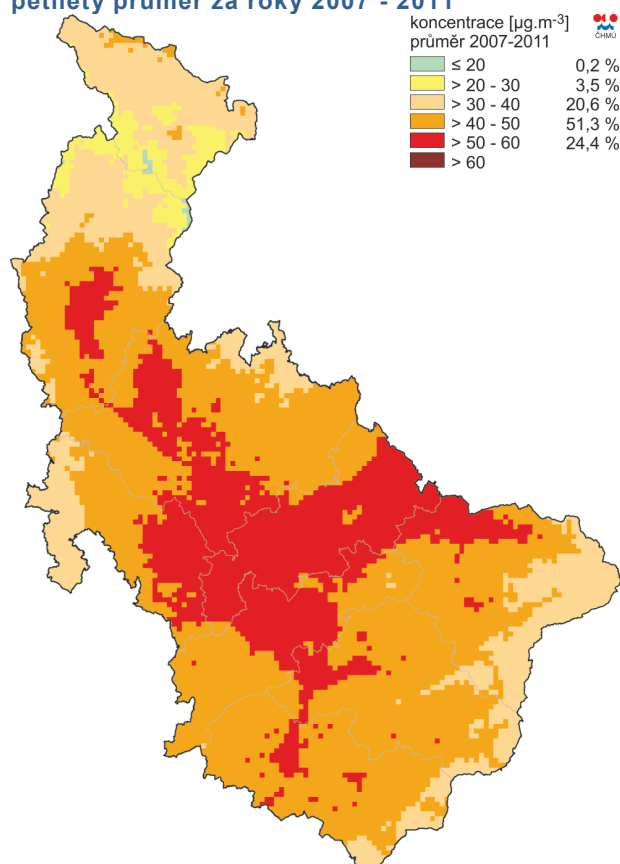 pětiletý průměr za roky 2007 - 2011
koncentrace [µg.m-3]
průměr 2007-2011
ČHMÚ
≤ 20 0,2 %
> 20 - 30 3,5 %
> 30 - 40 20,6 %
> 40 - 50 51,3 %
> 50 - 60 24,4 %
> 60